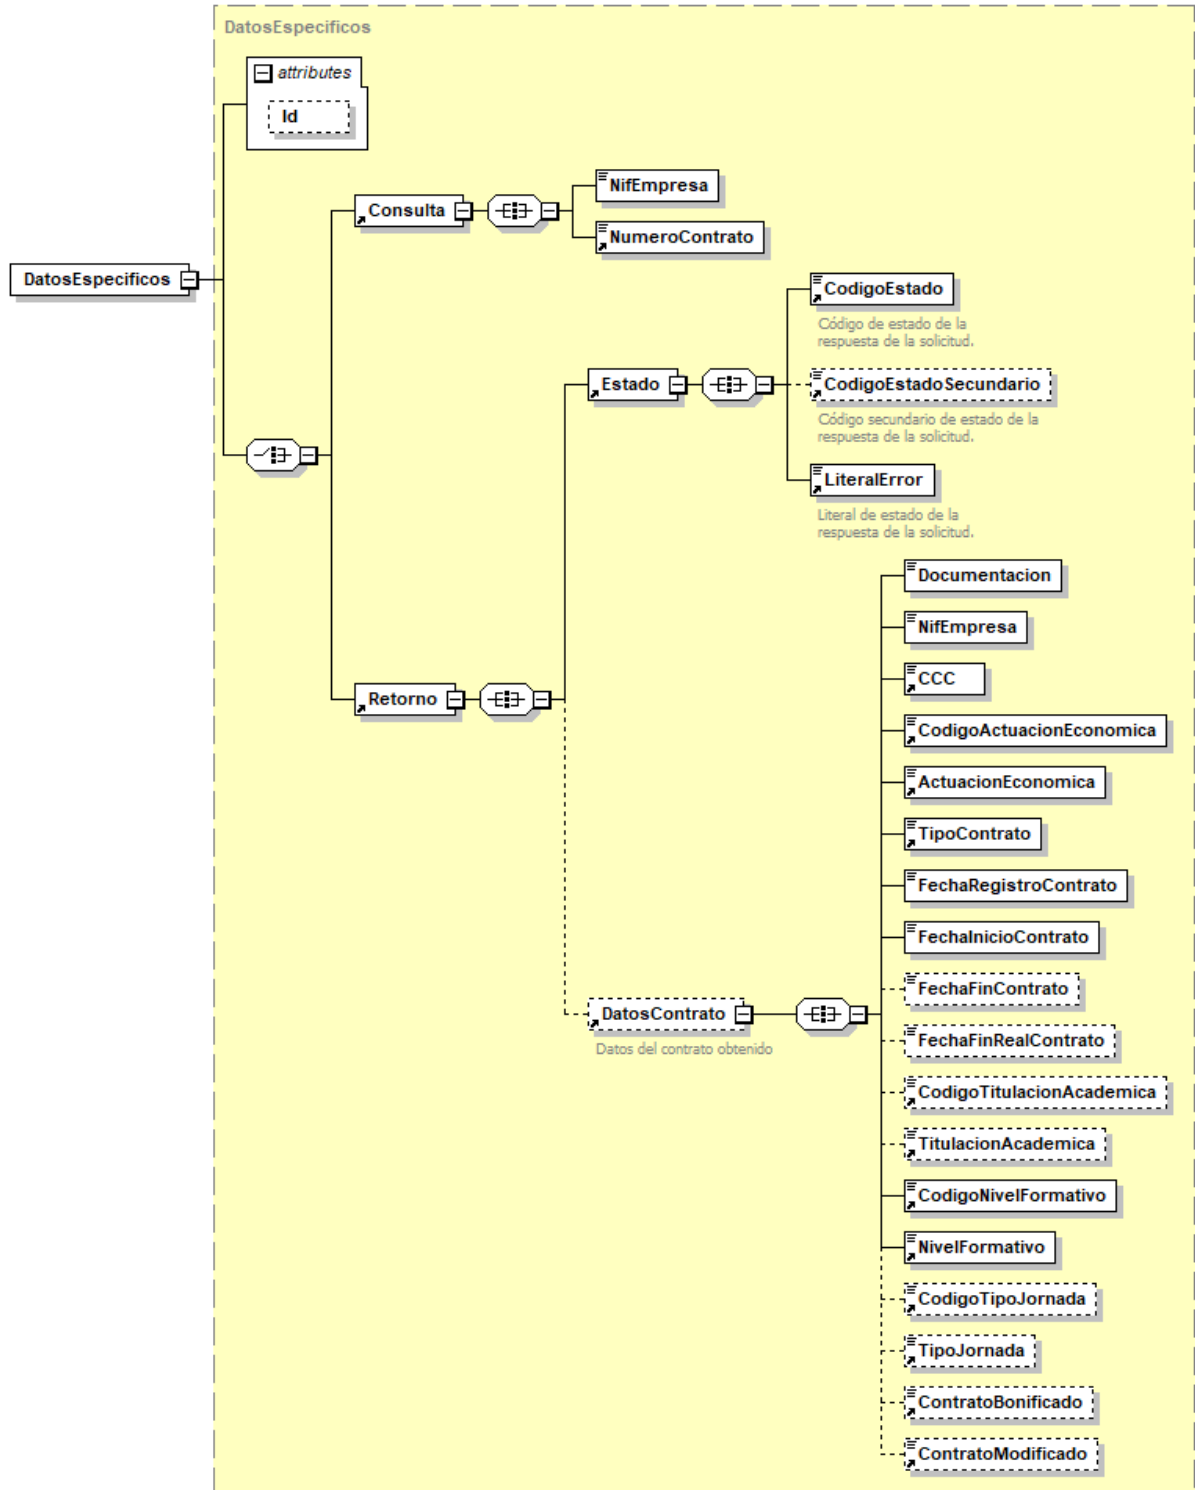 DatosEspecificos
attributes
Id
Consulta
NifEmpresa
NumeroContrato
DatosEspecificos
CodigoEstado
Código de estado de la
respuesta de la solicitud.
Estado
CodigoEstadoSecundario
Código secundario de estado de la
respuesta de la solicitud.
LiteralError
Literal de estado de la
respuesta de la solicitud.
Retorno
Documentacion
NifEmpresa
CCC
CodigoActuacionEconomica
ActuacionEconomica
TipoContrato
FechaRegistroContrato
FechaInicioContrato
FechaFinContrato
DatosContrato
Datos del contrato obtenido
FechaFinRealContrato
CodigoTitulacionAcademica
TitulacionAcademica
CodigoNivelFormativo
NivelFormativo
CodigoTipoJornada
TipoJornada
ContratoBonificado
ContratoModificado